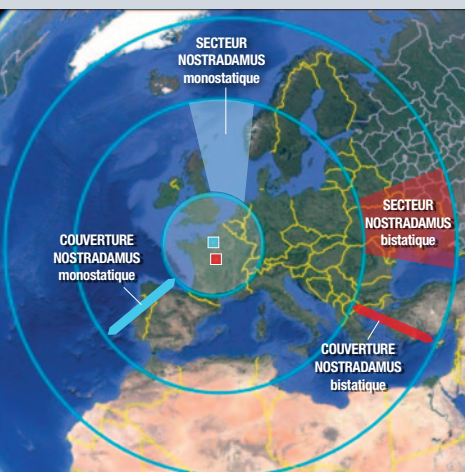 SECTEUR
NOSTRADAMUS
monostatique
SECTEUR
NOSTRADAMUS
bistatique
COUVERTURE
NOSTRADAMUS
monostatique
COUVERTURE
NOSTRADAMUS
bistatique